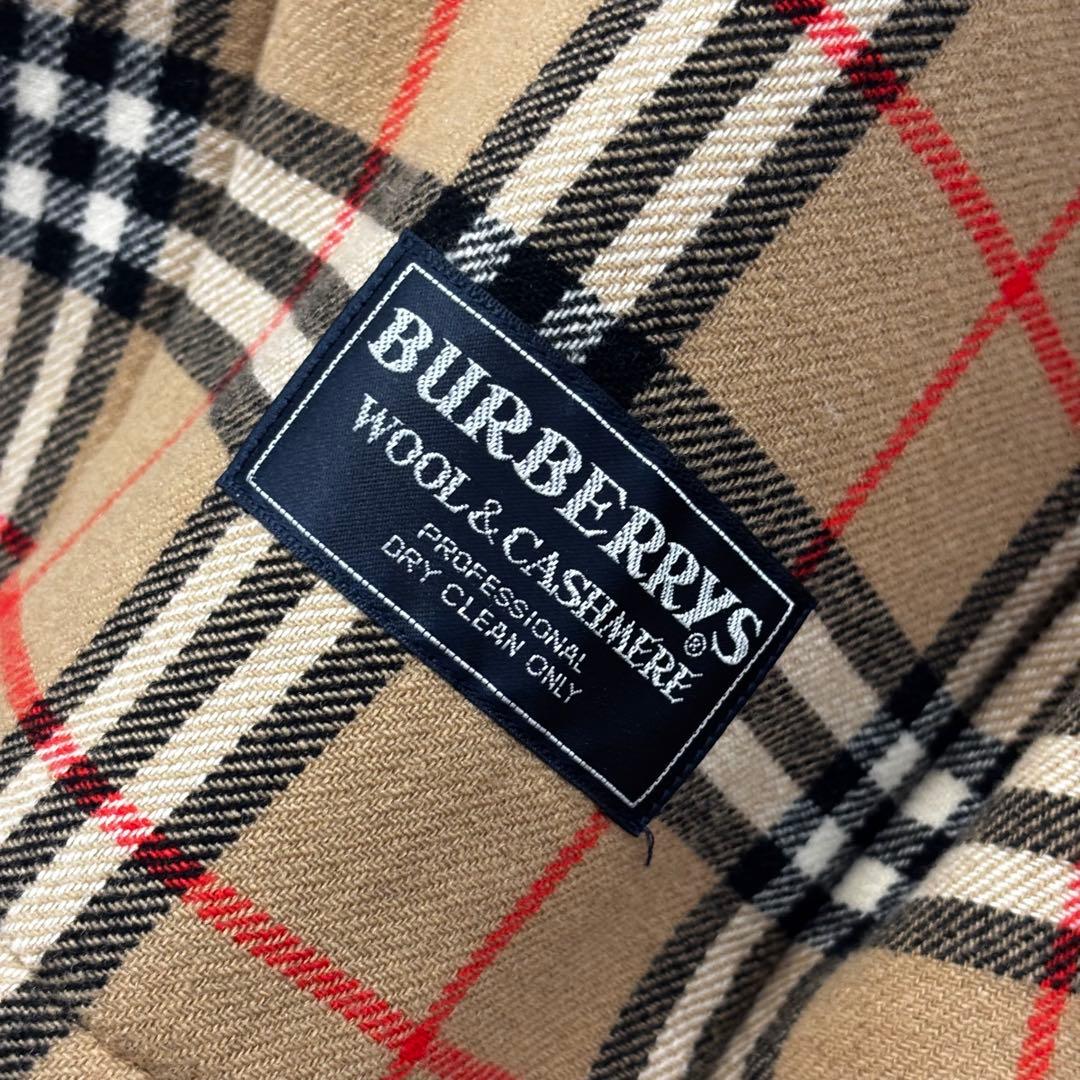 BURBERRYS®
WOOL & CASHMERE
PROFESSIONAL
DRY CLEAN ONLY